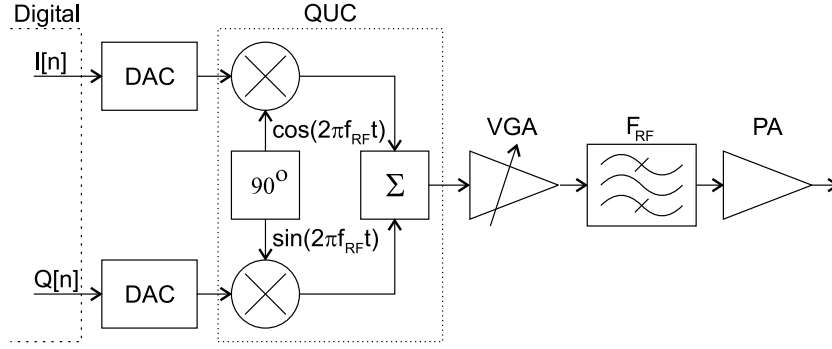 Digital
QUC
I[n]
DAC
cos(2πf_RF t)
VGA
F_RF
PA
90°
Σ
sin(2πf_RF t)
Q[n]
DAC